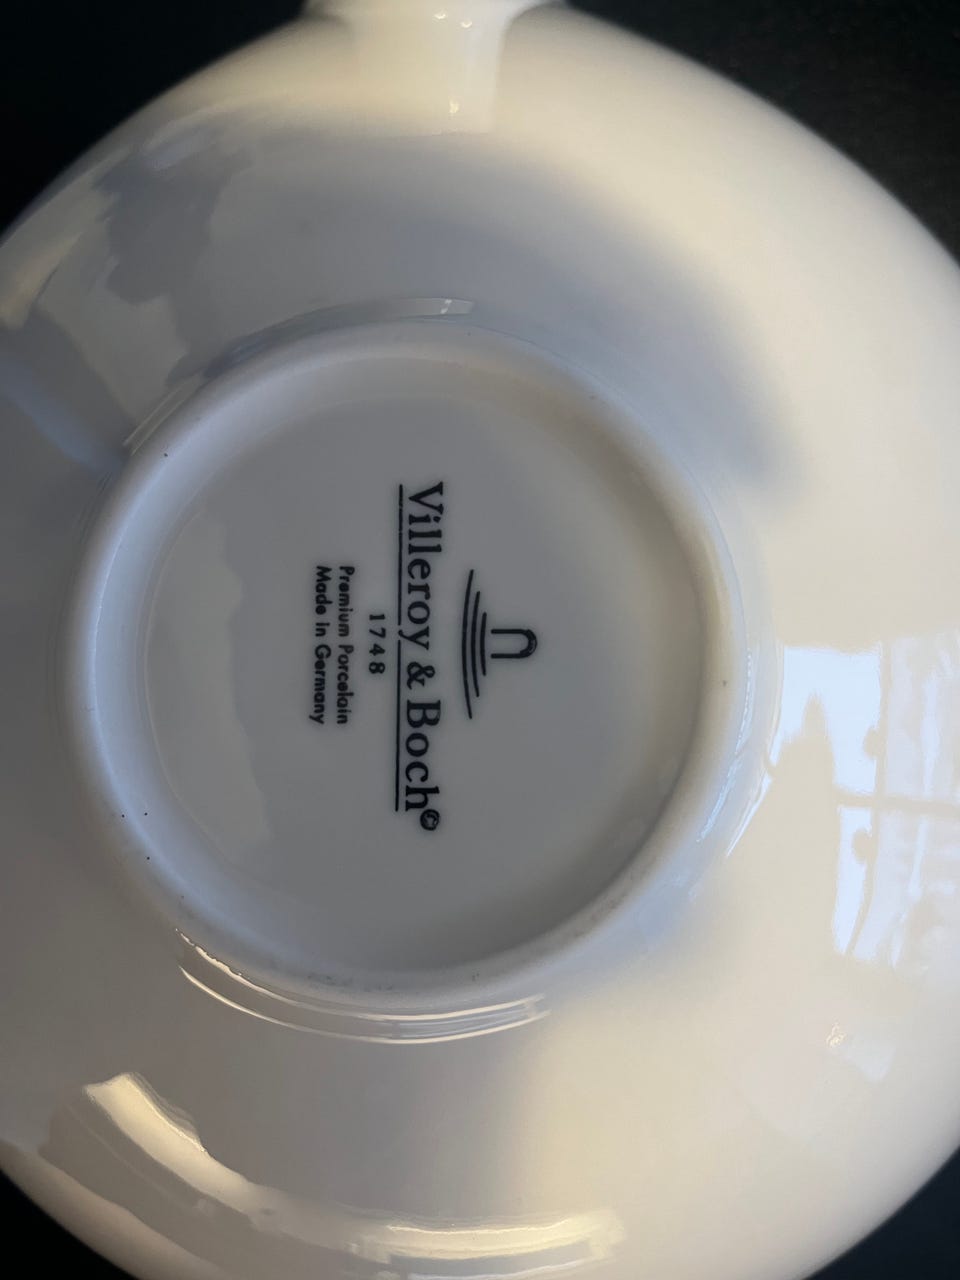 Villeroy & Boch©
1748
Premium Porcelain
Made in Germany